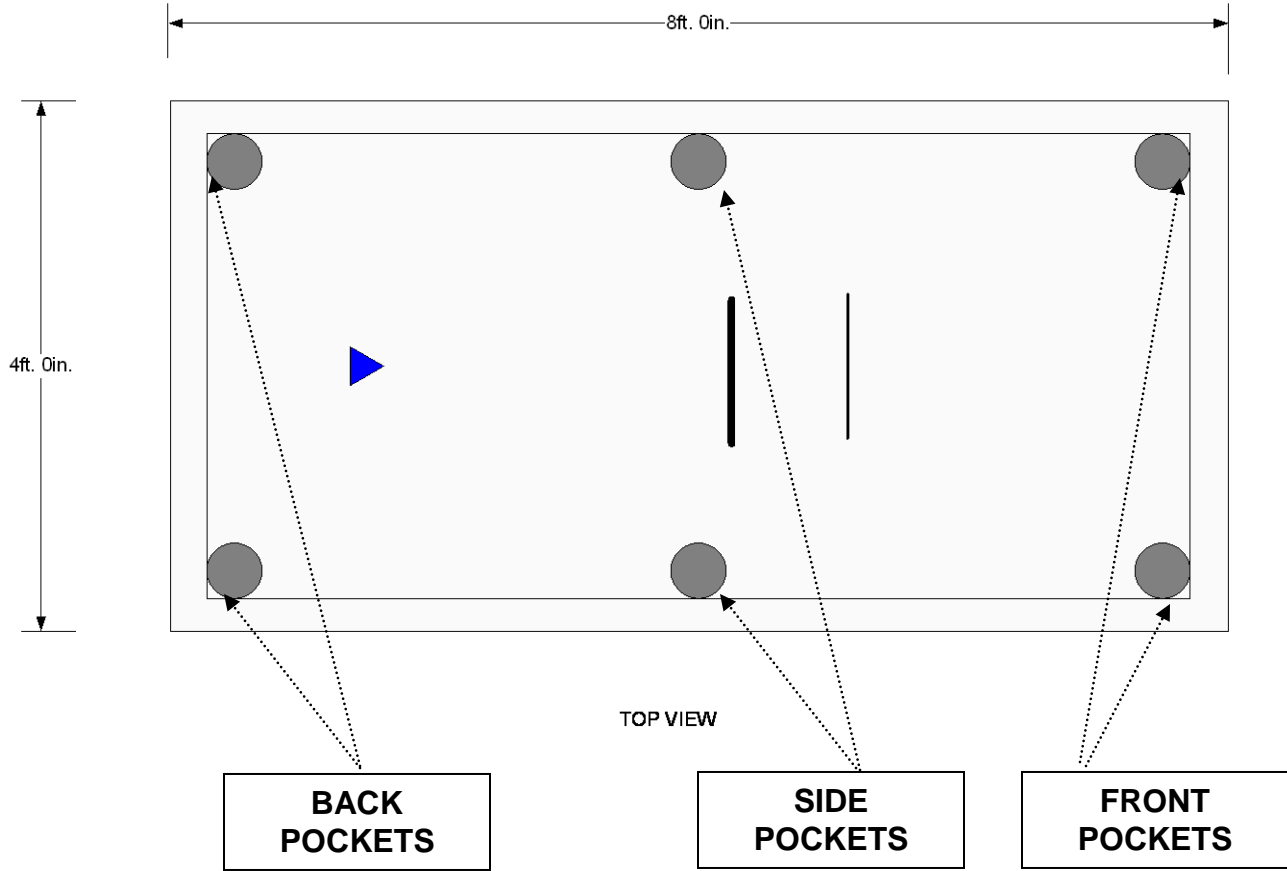 8ft. 0in.
4ft. 0in.
TOP VIEW
BACK
POCKETS
SIDE
POCKETS
FRONT
POCKETS